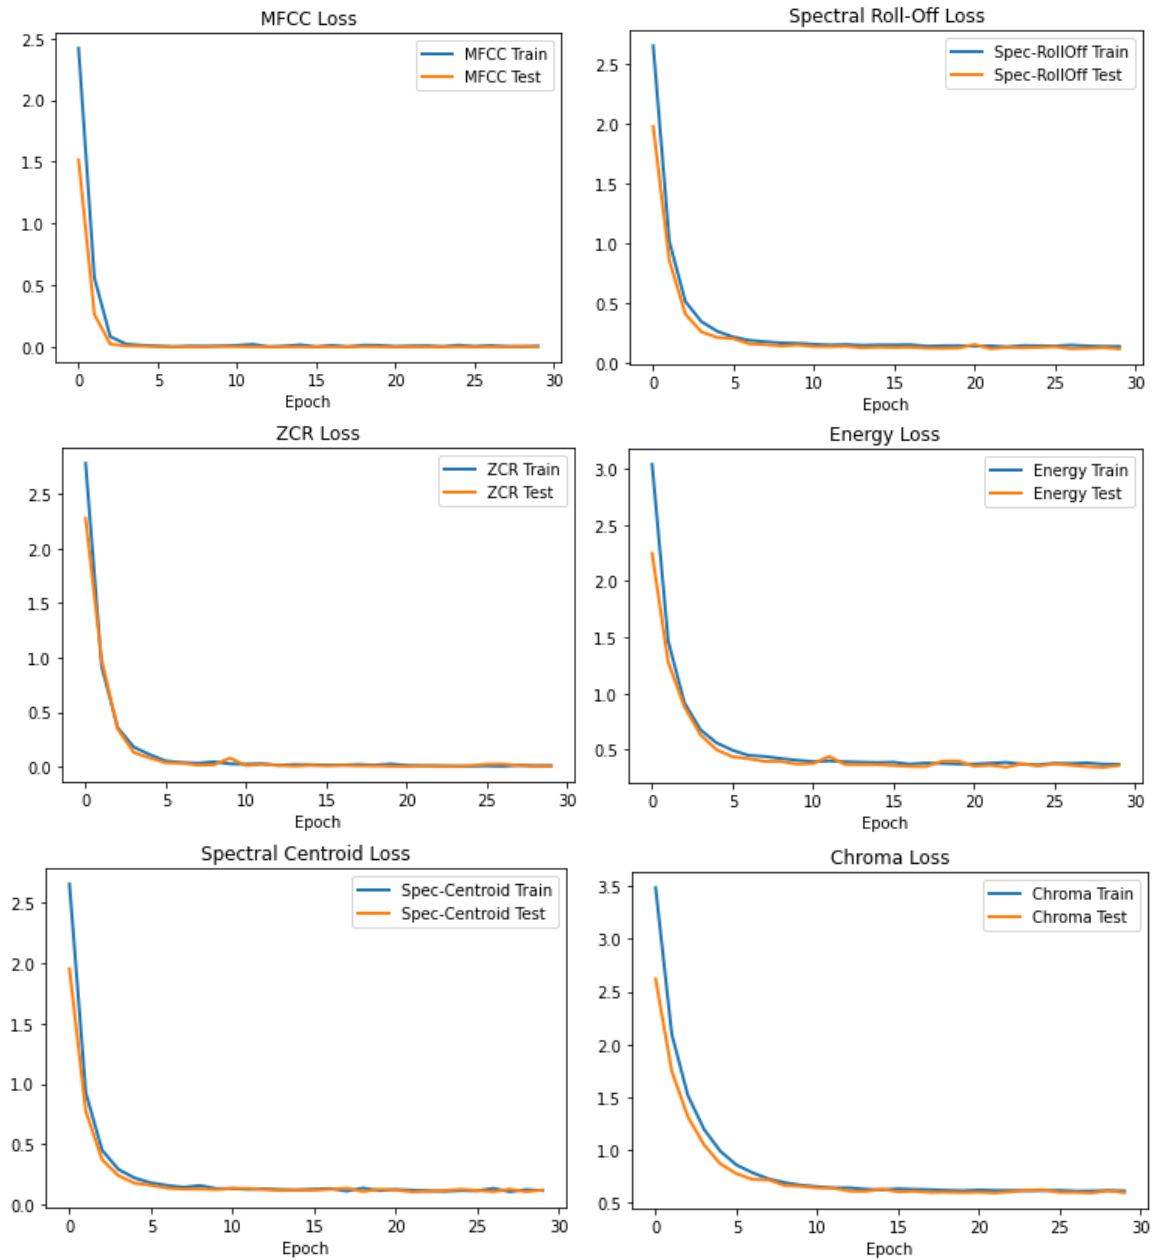 MFCC Loss
MFCC Train
MFCC Test
2.5
2.0
1.5
1.0
0.5
0.0
0 5 10 15 20 25 30
Epoch
Spectral Roll-Off Loss
Spec-RollOff Train
Spec-RollOff Test
2.5
2.0
1.5
1.0
0.5
0.0
0 5 10 15 20 25 30
Epoch
ZCR Loss
ZCR Train
ZCR Test
2.5
2.0
1.5
1.0
0.5
0.0
0 5 10 15 20 25 30
Epoch
Energy Loss
Energy Train
Energy Test
3.0
2.5
2.0
1.5
1.0
0.5
0 5 10 15 20 25 30
Epoch
Spectral Centroid Loss
Spec-Centroid Train
Spec-Centroid Test
2.5
2.0
1.5
1.0
0.5
0.0
0 5 10 15 20 25 30
Epoch
Chroma Loss
Chroma Train
Chroma Test
3.5
3.0
2.5
2.0
1.5
1.0
0.5
0 5 10 15 20 25 30
Epoch